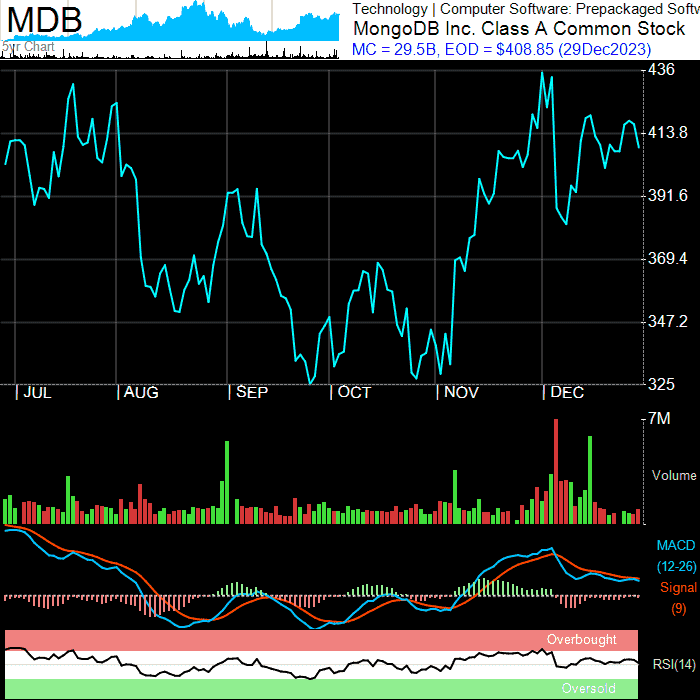 MDB
Technology | Computer Software: Prepackaged Softw
MongoDB Inc. Class A Common Stock
5yr Chart
MC = 29.5B, EOD = $408.85 (29Dec2023)
436
413.8
391.6
369.4
347.2
325
| JUL | AUG | SEP | OCT | NOV | DEC
7M
Volume
MACD
(12-26)
Signal
(9)
Overbought
RSI(14)
Oversold